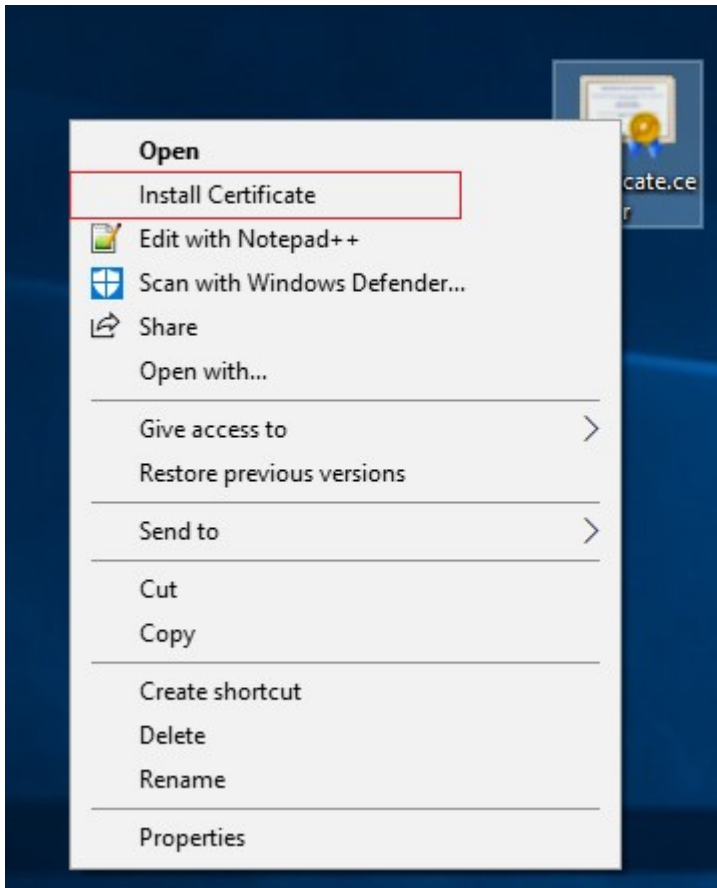 Open
Install Certificate
cate.ce
r
Edit with Notepad++
Scan with Windows Defender...
Share
Open with...
Give access to
Restore previous versions
Send to
Cut
Copy
Create shortcut
Delete
Rename
Properties